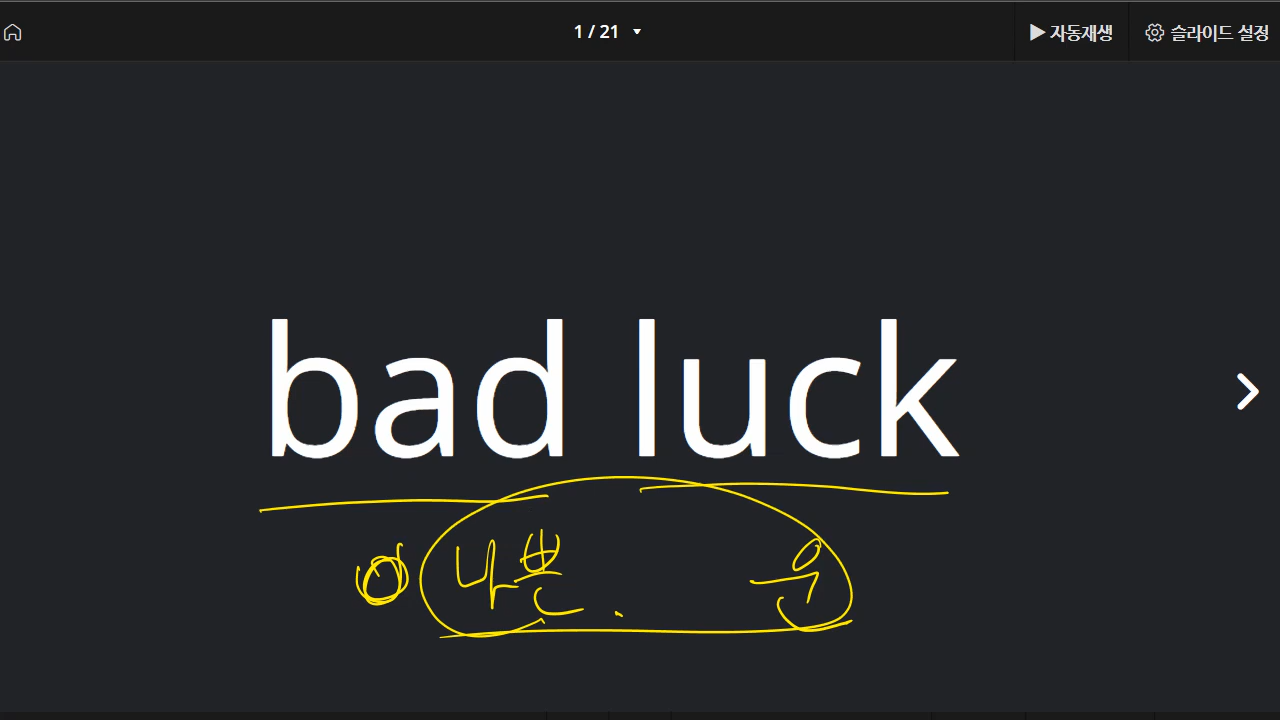 1 / 21
자동재생
슬라이드 설정
bad luck
나쁜 운